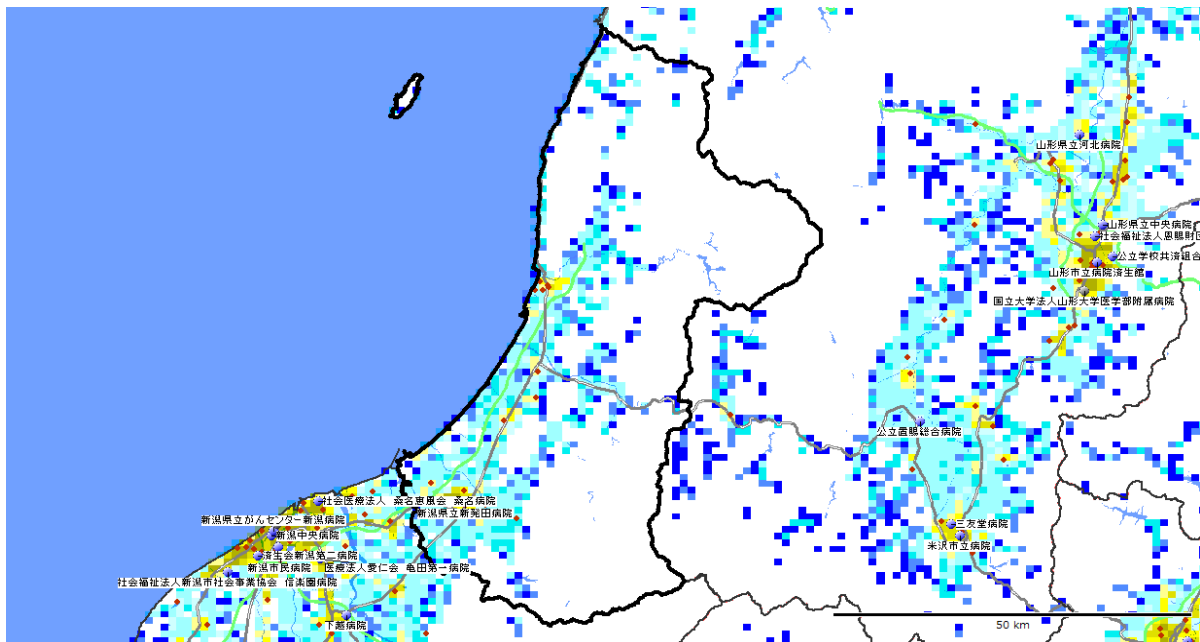 山形県立河北病院
山形県立中央病院
社会福祉法人恩賜財団
公立学校共済組合
山形市立病院済生館
国立大学法人山形大学医学部附属病院
公立置賜総合病院
三友堂病院
米沢市立病院
社会医療法人 桑名恵風会 桑名病院
新潟県立新発田病院
新潟県立がんセンター新潟病院
新潟中央病院
済生会新潟第二病院
新潟市民病院 医療法人愛仁会 亀田第一病院
社会福祉法人新潟市社会事業協会 信楽園病院
下越病院
50 km